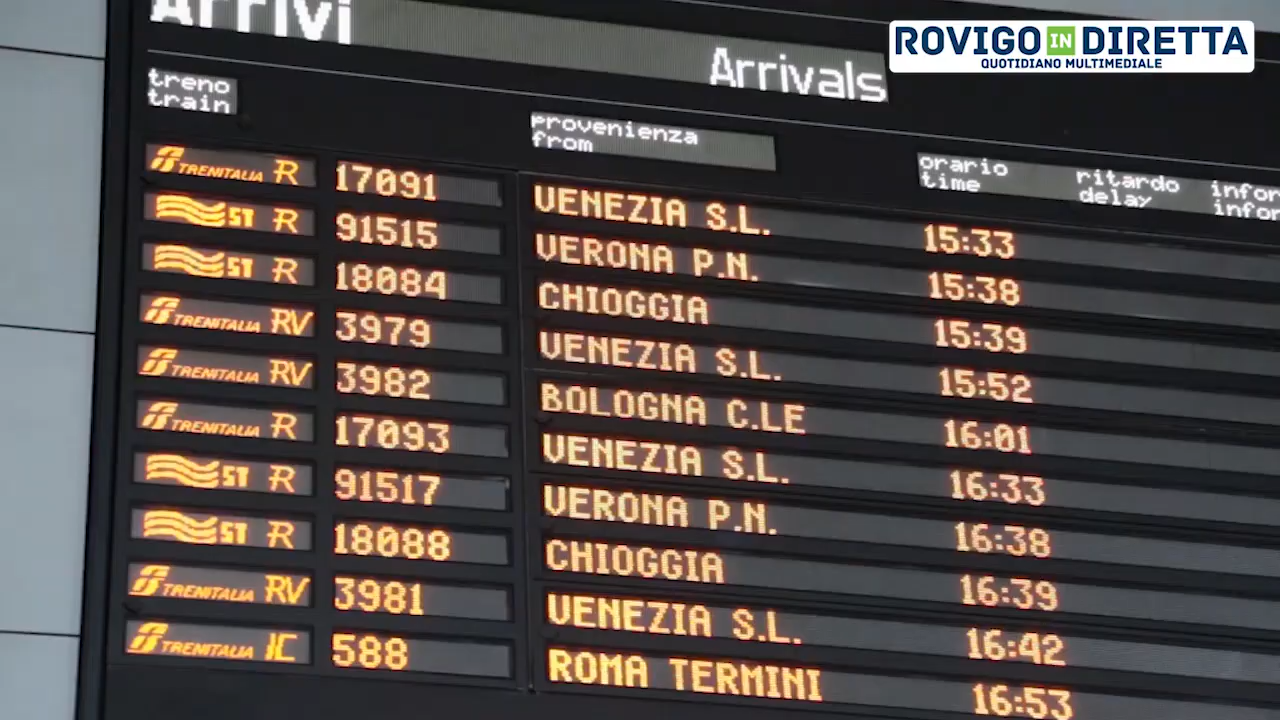 Arrivi
ROVIGO IN DIRETTA
QUOTIDIANO MULTIMEDIALE
Arrivals
treno
train
provenienza
from
orario
time
ritardo
delay
infor
infor
TRENITALIA R 17091 VENEZIA S.L. 15:33
ST R 91515 VERONA P.N. 15:38
ST R 18084 CHIOGGIA 15:39
TRENITALIA RV 3979 VENEZIA S.L. 15:52
TRENITALIA RV 3982 BOLOGNA C.LE 16:01
TRENITALIA R 17093 VENEZIA S.L. 16:33
ST R 91517 VERONA P.N. 16:38
ST R 18088 CHIOGGIA 16:39
TRENITALIA RV 3981 VENEZIA S.L. 16:42
TRENITALIA IC 588 ROMA TERMINI 16:53